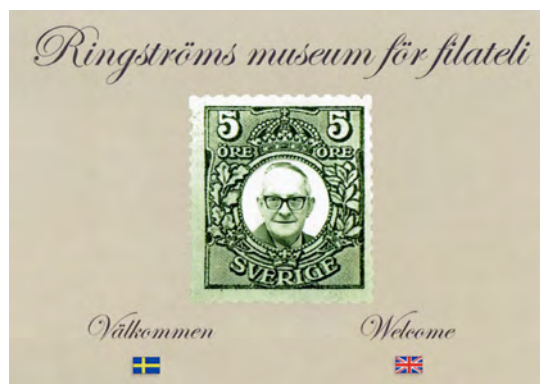 Ringströms museum för filateli
5 5
ÖRE ÖRE
SVERIGE
Välkommen Welcome